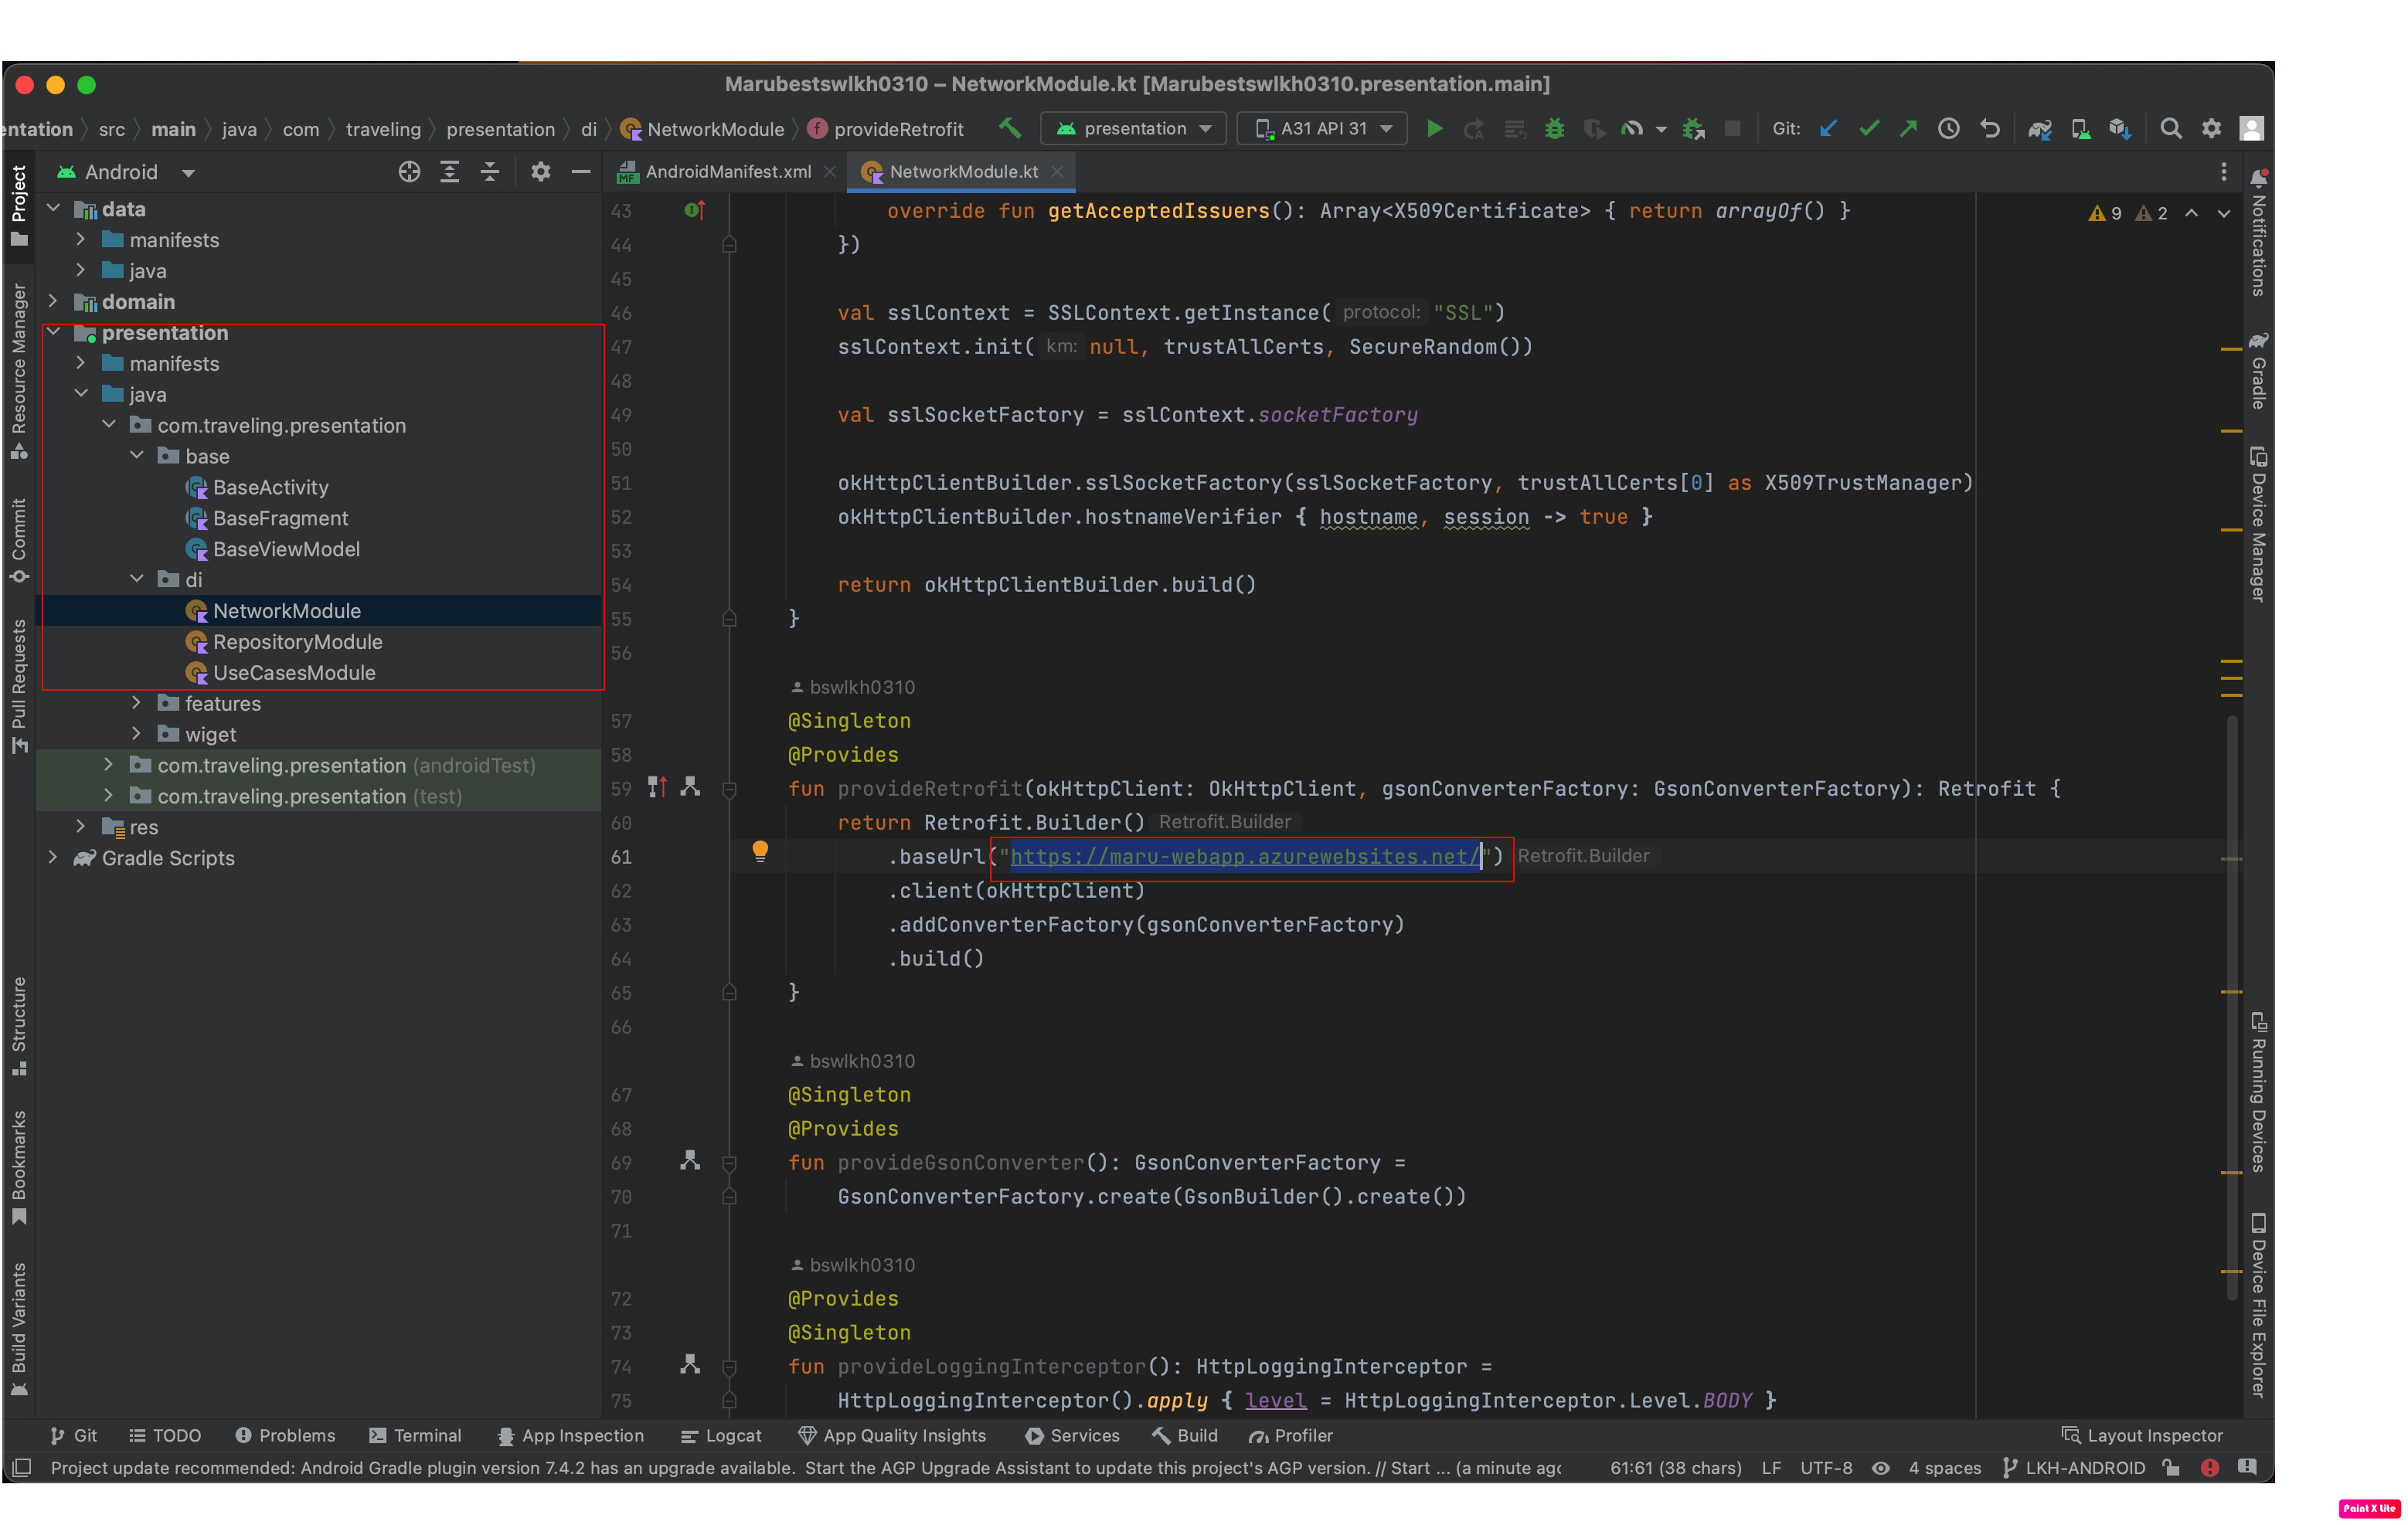 Marubestswlkh0310 – NetworkModule.kt [Marubestswlkh0310.presentation.main]
entation src main java com traveling presentation di NetworkModule provideRetrofit presentation A31 API 31 Git:
Android
AndroidManifest.xml NetworkModule.kt
Project
Resource Manager
Commit
Pull Requests
Structure
Bookmarks
Build Variants
data
manifests
java
domain
presentation
manifests
java
com.traveling.presentation
base
BaseActivity
BaseFragment
BaseViewModel
di
NetworkModule
RepositoryModule
UseCasesModule
features
wiget
com.traveling.presentation (androidTest)
com.traveling.presentation (test)
res
Gradle Scripts
9 2
43 override fun getAcceptedIssuers(): Array<X509Certificate> { return arrayOf() }
44 })
45
46 val sslContext = SSLContext.getInstance( protocol: "SSL")
47 sslContext.init( km: null, trustAllCerts, SecureRandom())
48
49 val sslSocketFactory = sslContext.socketFactory
50
51 okHttpClientBuilder.sslSocketFactory(sslSocketFactory, trustAllCerts[0] as X509TrustManager)
52 okHttpClientBuilder.hostnameVerifier { hostname, session -> true }
53
54 return okHttpClientBuilder.build()
55 }
56
bswlkh0310
57 @Singleton
58 @Provides
59 fun provideRetrofit(okHttpClient: OkHttpClient, gsonConverterFactory: GsonConverterFactory): Retrofit {
60 return Retrofit.Builder() Retrofit.Builder
61 .baseUrl("https://maru-webapp.azurewebsites.net/") Retrofit.Builder
62 .client(okHttpClient)
63 .addConverterFactory(gsonConverterFactory)
64 .build()
65 }
66
bswlkh0310
67 @Singleton
68 @Provides
69 fun provideGsonConverter(): GsonConverterFactory =
70 GsonConverterFactory.create(GsonBuilder().create())
71
bswlkh0310
72 @Provides
73 @Singleton
74 fun provideLoggingInterceptor(): HttpLoggingInterceptor =
75 HttpLoggingInterceptor().apply { level = HttpLoggingInterceptor.Level.BODY }
Notifications
Gradle
Device Manager
Running Devices
Device File Explorer
Git TODO Problems Terminal App Inspection Logcat App Quality Insights Services Build Profiler Layout Inspector
Project update recommended: Android Gradle plugin version 7.4.2 has an upgrade available. Start the AGP Upgrade Assistant to update this project's AGP version. // Start ... (a minute ago 61:61 (38 chars) LF UTF-8 4 spaces LKH-ANDROID
Paint X Lite